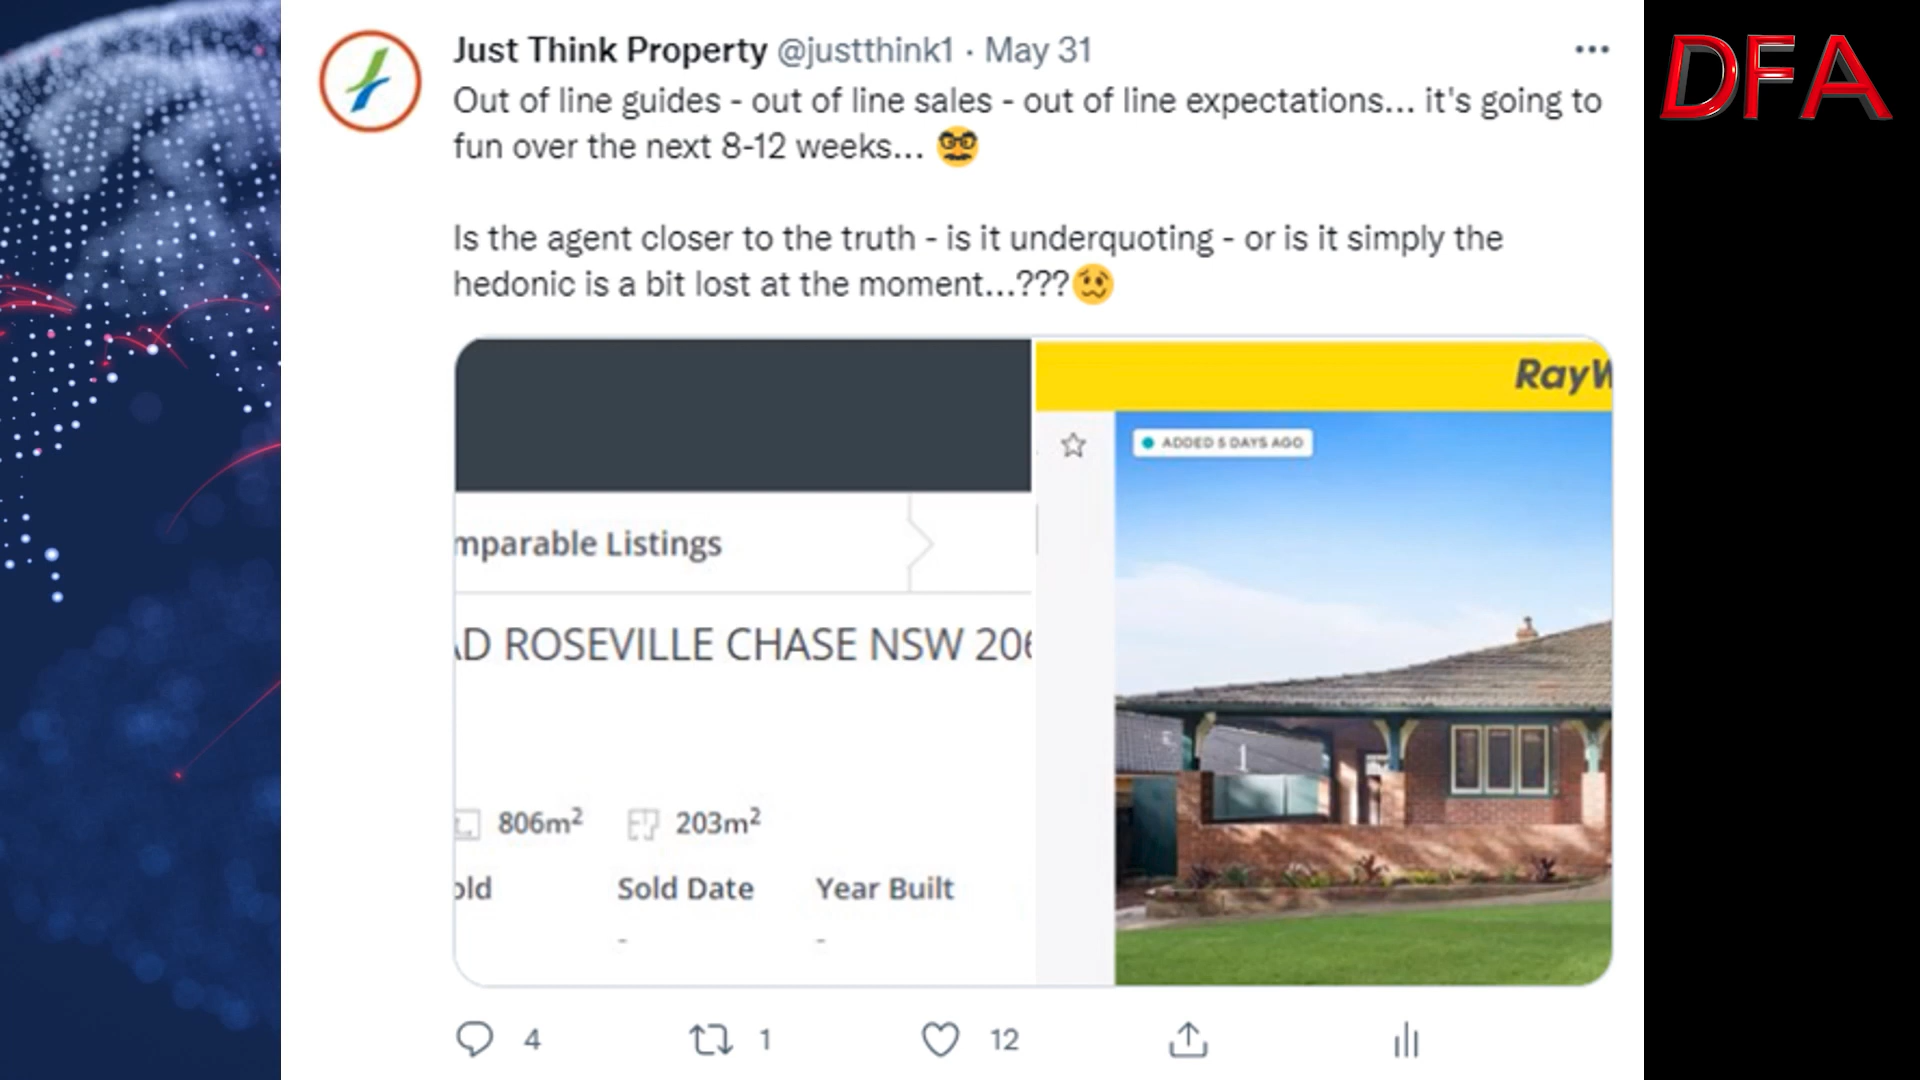 Just Think Property @justthink1 · May 31
Out of line guides - out of line sales - out of line expectations... it's going to
fun over the next 8-12 weeks... 🥸
Is the agent closer to the truth - is it underquoting - or is it simply the
hedonic is a bit lost at the moment...???🥴
DFA
mparable Listings
AD ROSEVILLE CHASE NSW 206
806m² 203m²
old Sold Date Year Built
- -
RayW
ADDED 5 DAYS AGO
4 1 12